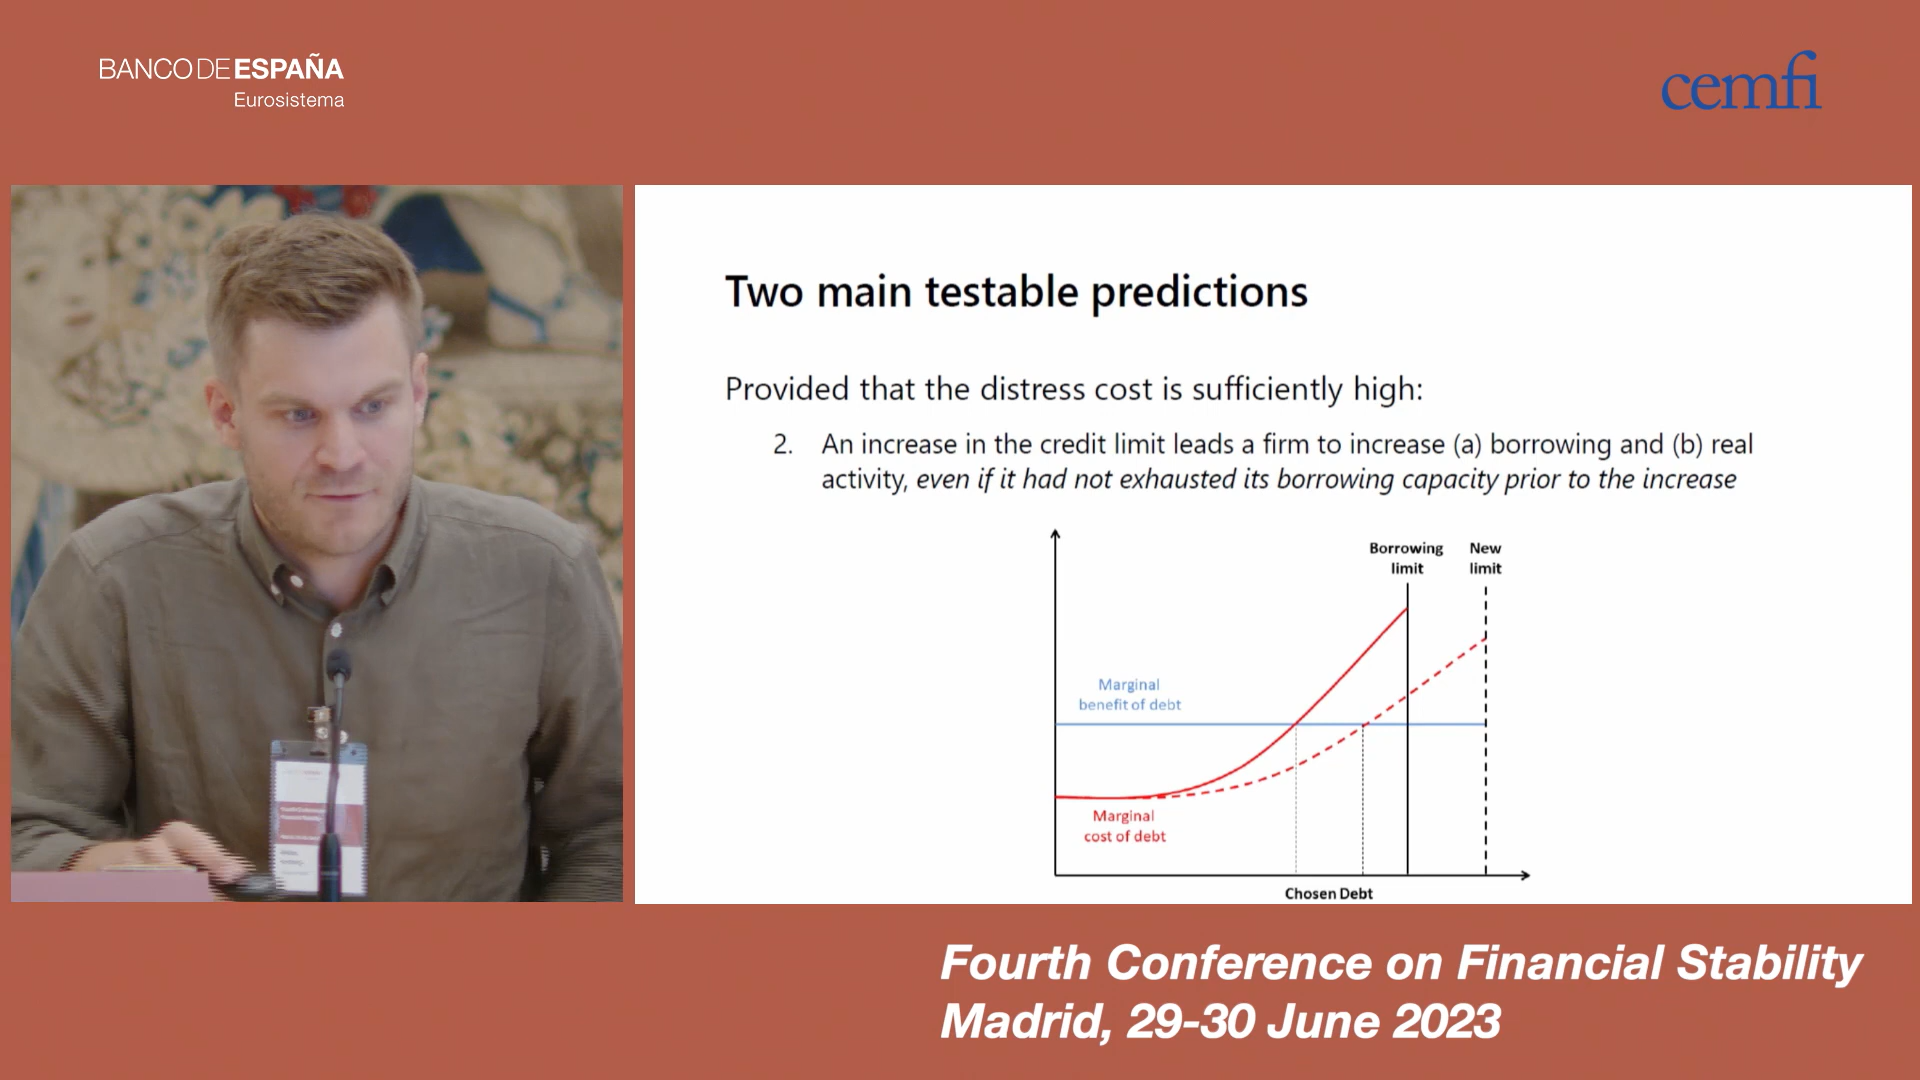 BANCO DE ESPAÑA
Eurosistema
cemfi
Two main testable predictions
Provided that the distress cost is sufficiently high:
2. An increase in the credit limit leads a firm to increase (a) borrowing and (b) real
activity, even if it had not exhausted its borrowing capacity prior to the increase
Borrowing
limit
New
limit
Marginal
benefit of debt
Marginal
cost of debt
Chosen Debt
Fourth Conference on Financial Stability
Madrid, 29-30 June 2023